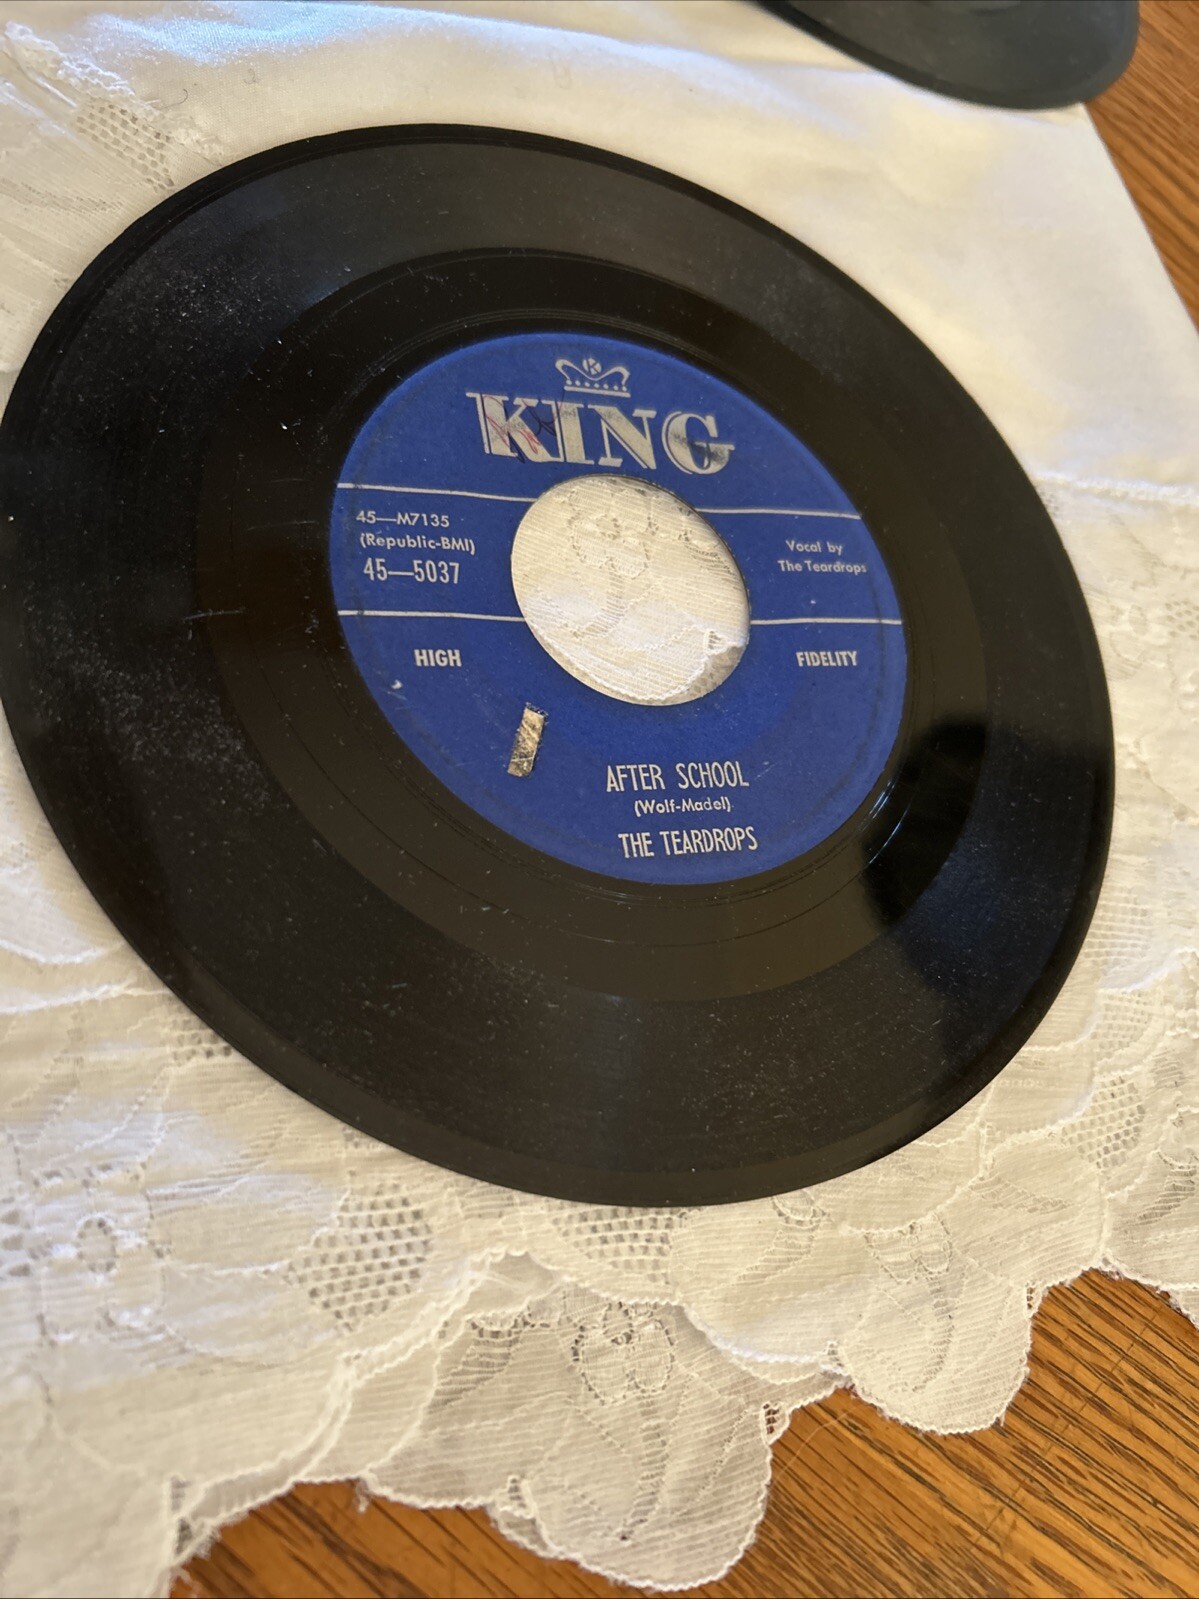 K
KING
45—M7135
(Republic-BMI)
45—5037
Vocal by
The Teardrops
HIGH FIDELITY
AFTER SCHOOL
(Wolf-Madel)
THE TEARDROPS